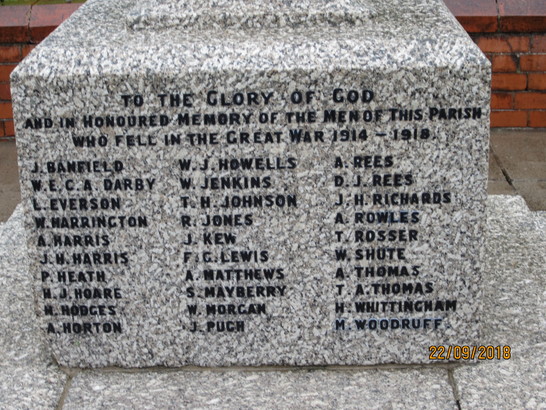 TO THE GLORY OF GOD
AND IN HONOURED MEMORY OF THE MEN OF THIS PARISH
WHO FELL IN THE GREAT WAR 1914 - 1918.
J. BANFIELD
W.E.C.A. DARBY
L. EVERSON
W. HARRINGTON
A. HARRIS
J.H. HARRIS
P. HEATH
H.J. HOARE
H. HODGES
A. HORTON
W.J. HOWELLS
W. JENKINS
T.H. JOHNSON
R. JONES
J. KEW
F.G. LEWIS
A. MATTHEWS
S. MAYBERRY
W. MORGAN
J. PUGH
A. REES
D.J. REES
J.H. RICHARDS
A. ROWLES
T. ROSSER
W. SHUTE
A. THOMAS
T.A. THOMAS
H. WHITTINGHAM
M. WOODRUFF
22/09/2018